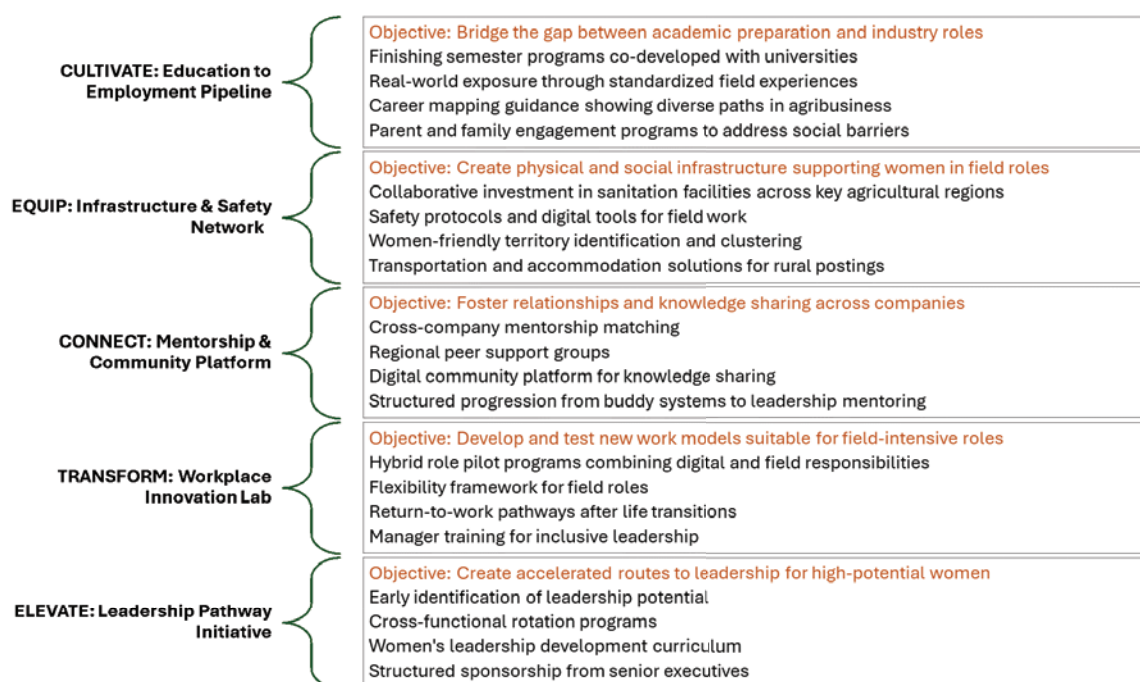 CULTIVATE: Education to
Employment Pipeline
Objective: Bridge the gap between academic preparation and industry roles
Finishing semester programs co-developed with universities
Real-world exposure through standardized field experiences
Career mapping guidance showing diverse paths in agribusiness
Parent and family engagement programs to address social barriers
EQUIP: Infrastructure & Safety
Network
Objective: Create physical and social infrastructure supporting women in field roles
Collaborative investment in sanitation facilities across key agricultural regions
Safety protocols and digital tools for field work
Women-friendly territory identification and clustering
Transportation and accommodation solutions for rural postings
CONNECT: Mentorship &
Community Platform
Objective: Foster relationships and knowledge sharing across companies
Cross-company mentorship matching
Regional peer support groups
Digital community platform for knowledge sharing
Structured progression from buddy systems to leadership mentoring
TRANSFORM: Workplace
Innovation Lab
Objective: Develop and test new work models suitable for field-intensive roles
Hybrid role pilot programs combining digital and field responsibilities
Flexibility framework for field roles
Return-to-work pathways after life transitions
Manager training for inclusive leadership
ELEVATE: Leadership Pathway
Initiative
Objective: Create accelerated routes to leadership for high-potential women
Early identification of leadership potential
Cross-functional rotation programs
Women's leadership development curriculum
Structured sponsorship from senior executives